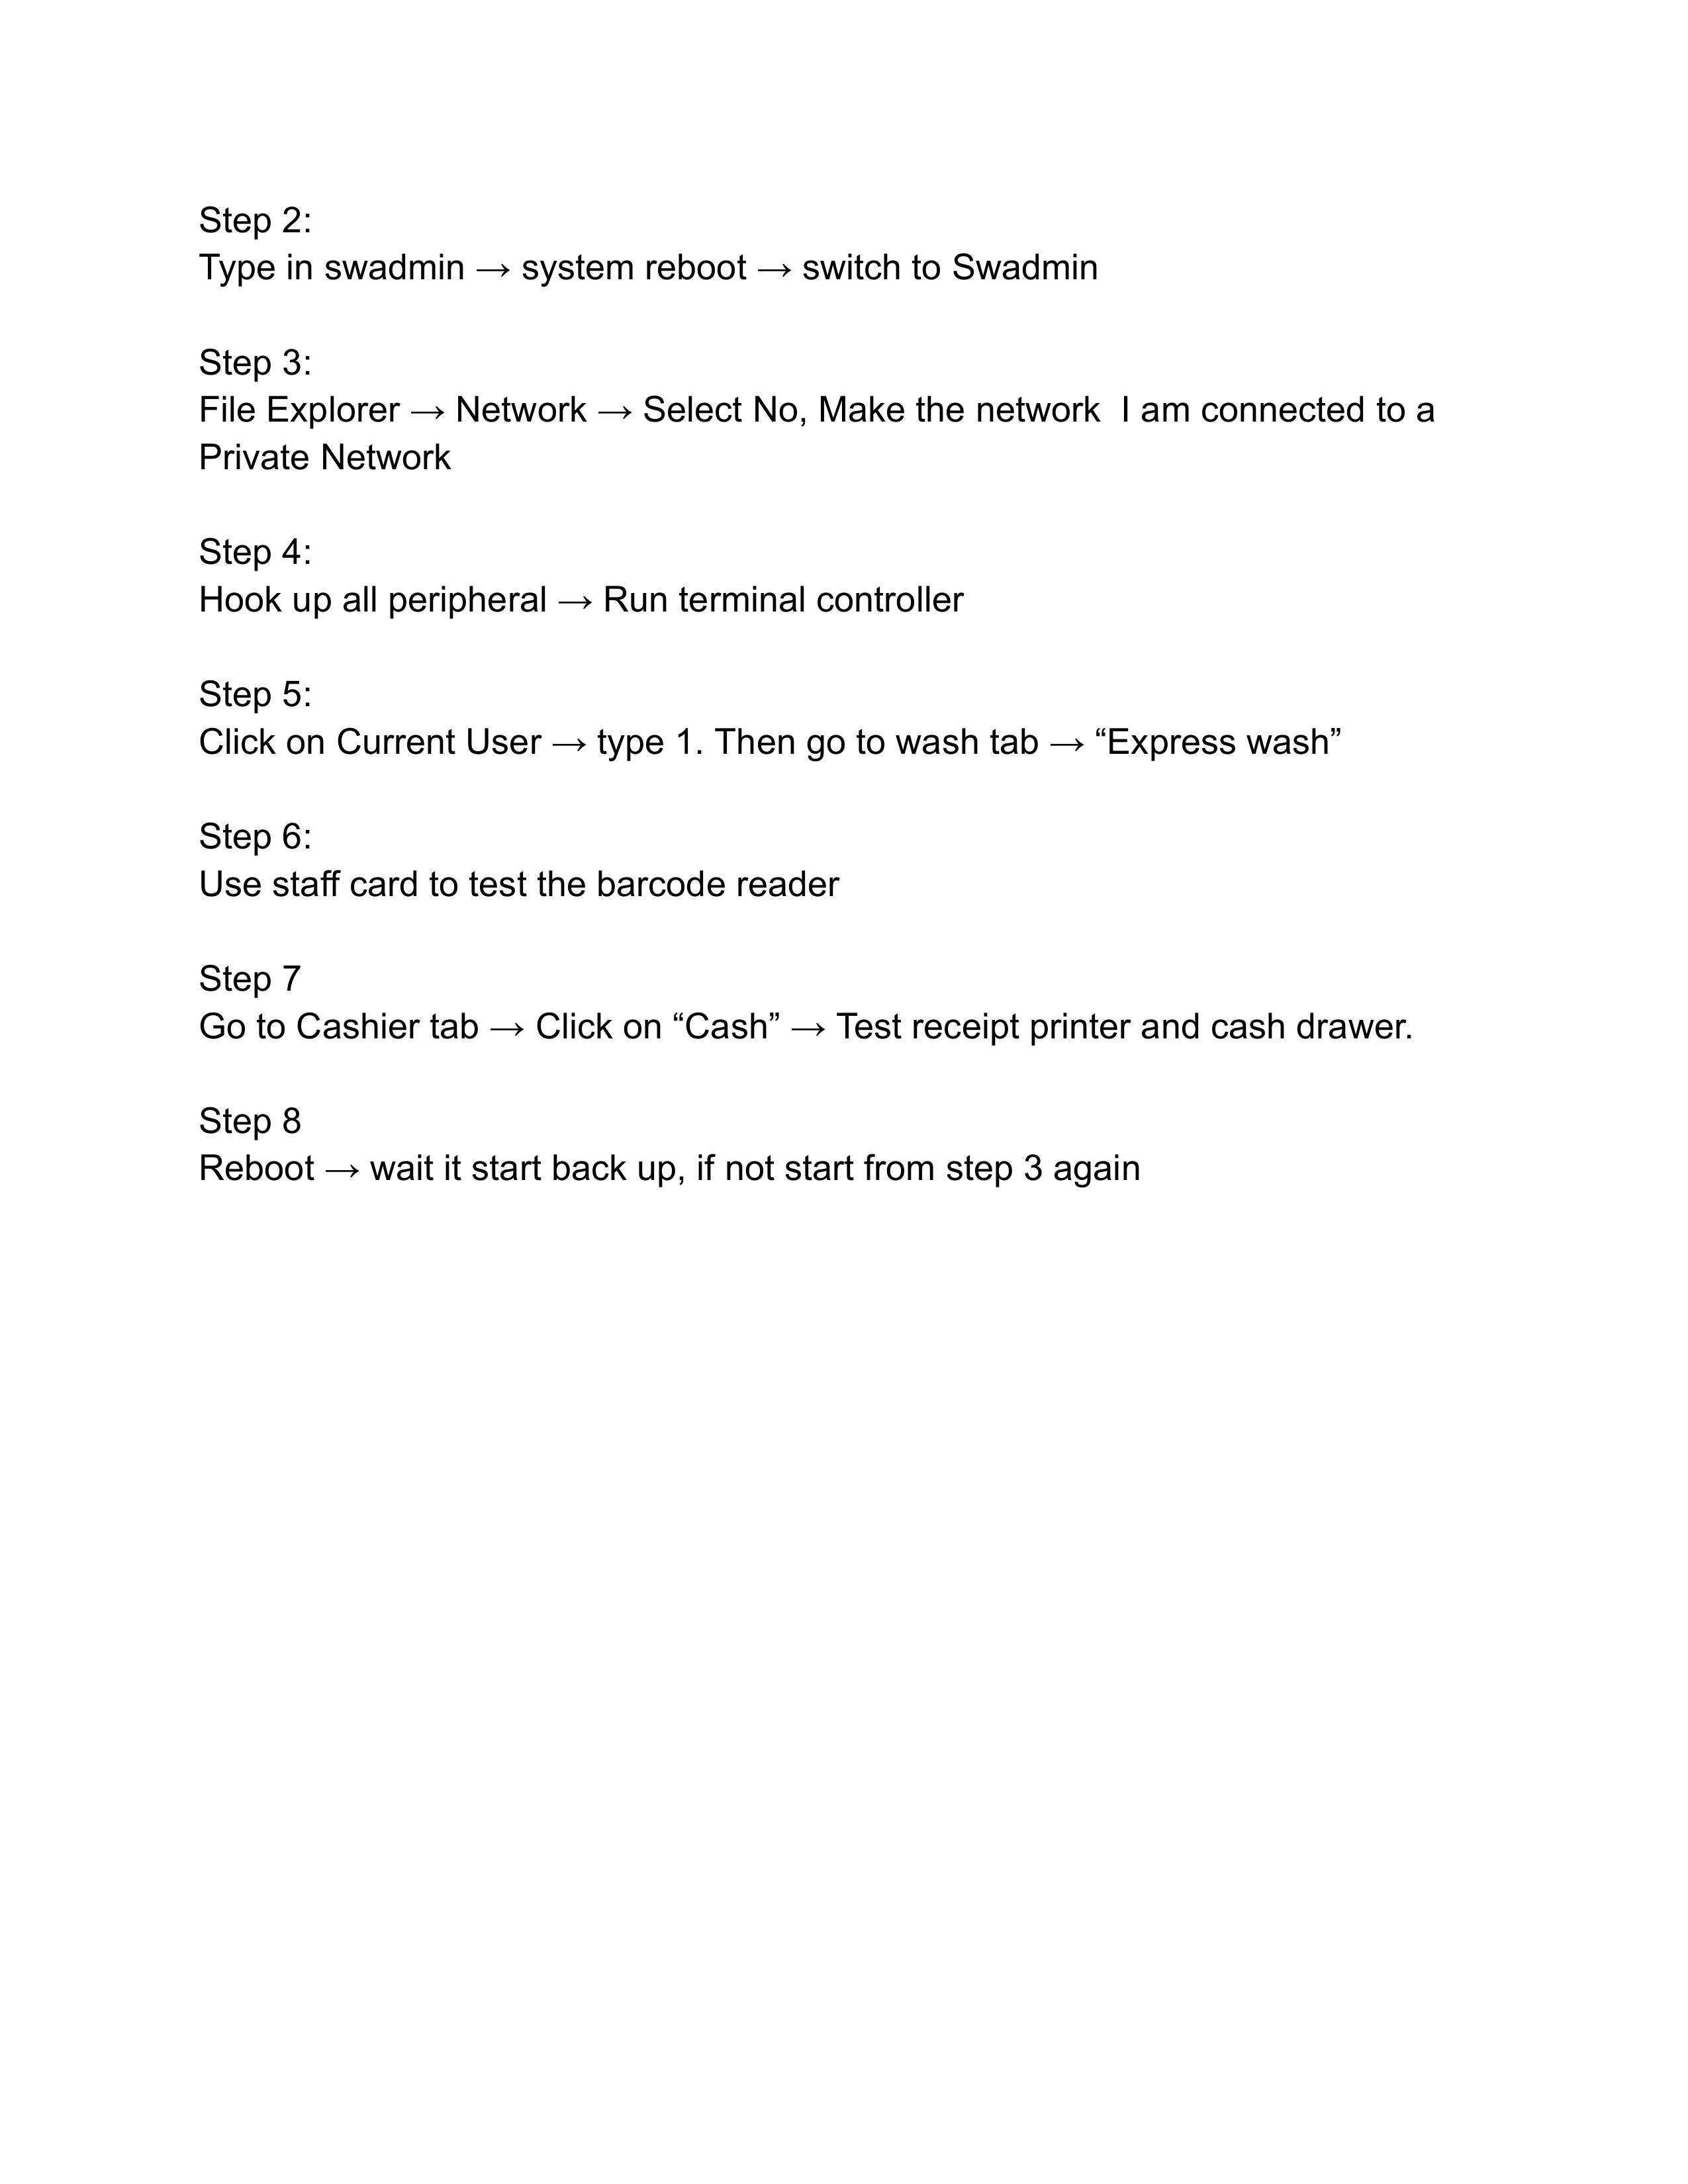 Step 2:
Type in swadmin → system reboot → switch to Swadmin
Step 3:
File Explorer → Network → Select No, Make the network  I am connected to a
Private Network
Step 4:
Hook up all peripheral → Run terminal controller
Step 5:
Click on Current User → type 1. Then go to wash tab → “Express wash”
Step 6:
Use staff card to test the barcode reader
Step 7
Go to Cashier tab → Click on “Cash” → Test receipt printer and cash drawer.
Step 8
Reboot → wait it start back up, if not start from step 3 again